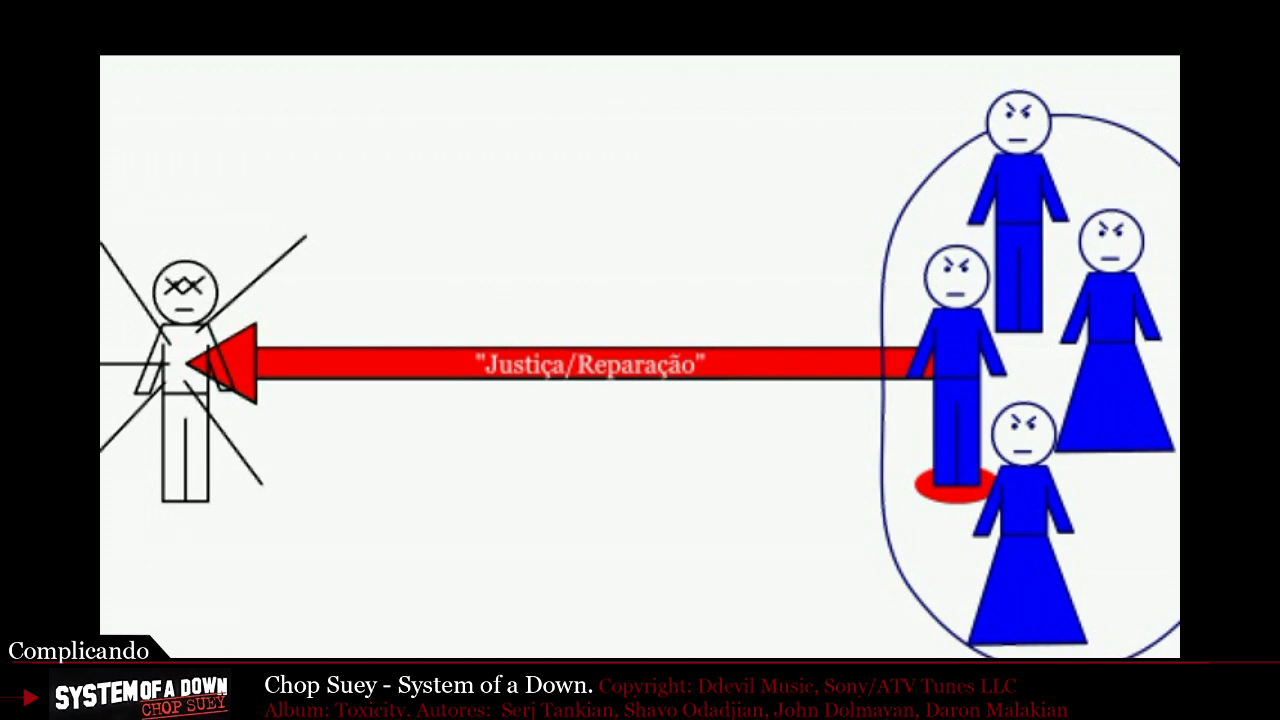 "Justiça/Reparação"
Complicando
SYSTEM OF A DOWN
CHOP SUEY
Chop Suey - System of a Down. Copyright: Ddevil Music, Sony/ATV Tunes LLC
Album: Toxicity. Autores: Serj Tankian, Shavo Odadjian, John Dolmayan, Daron Malakian